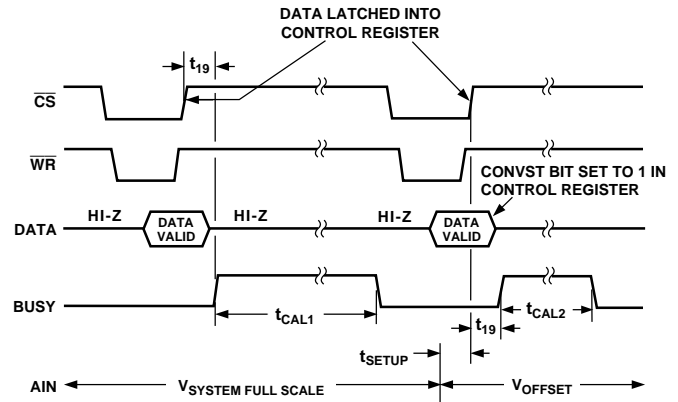 DATA LATCHED INTO
CONTROL REGISTER
t19
CS
WR
CONVST BIT SET TO 1 IN
CONTROL REGISTER
DATA HI-Z DATA VALID HI-Z HI-Z DATA VALID
BUSY
tCAL1
t19
tCAL2
tSETUP
AIN VSYSTEM FULL SCALE VOFFSET